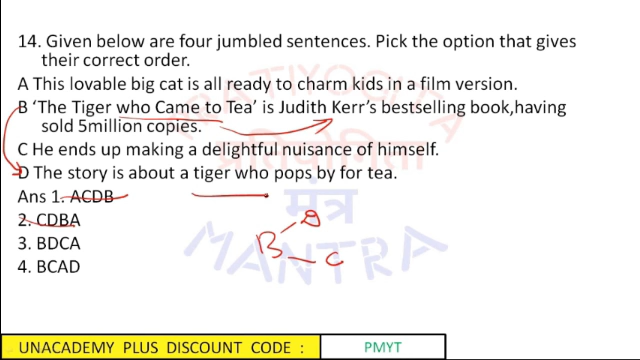 14. Given below are four jumbled sentences. Pick the option that gives
their correct order.
A This lovable big cat is all ready to charm kids in a film version.
B ‘The Tiger who Came to Tea’ is Judith Kerr’s bestselling book,having
sold 5million copies.
C He ends up making a delightful nuisance of himself.
D The story is about a tiger who pops by for tea.
Ans 1. ACDB
2. CDBA
3. BDCA
4. BCAD
B D
C
PRATIYOGITA
प्रतियोगिता
मंत्र
MANTRA
UNACADEMY PLUS DISCOUNT CODE : PMYT